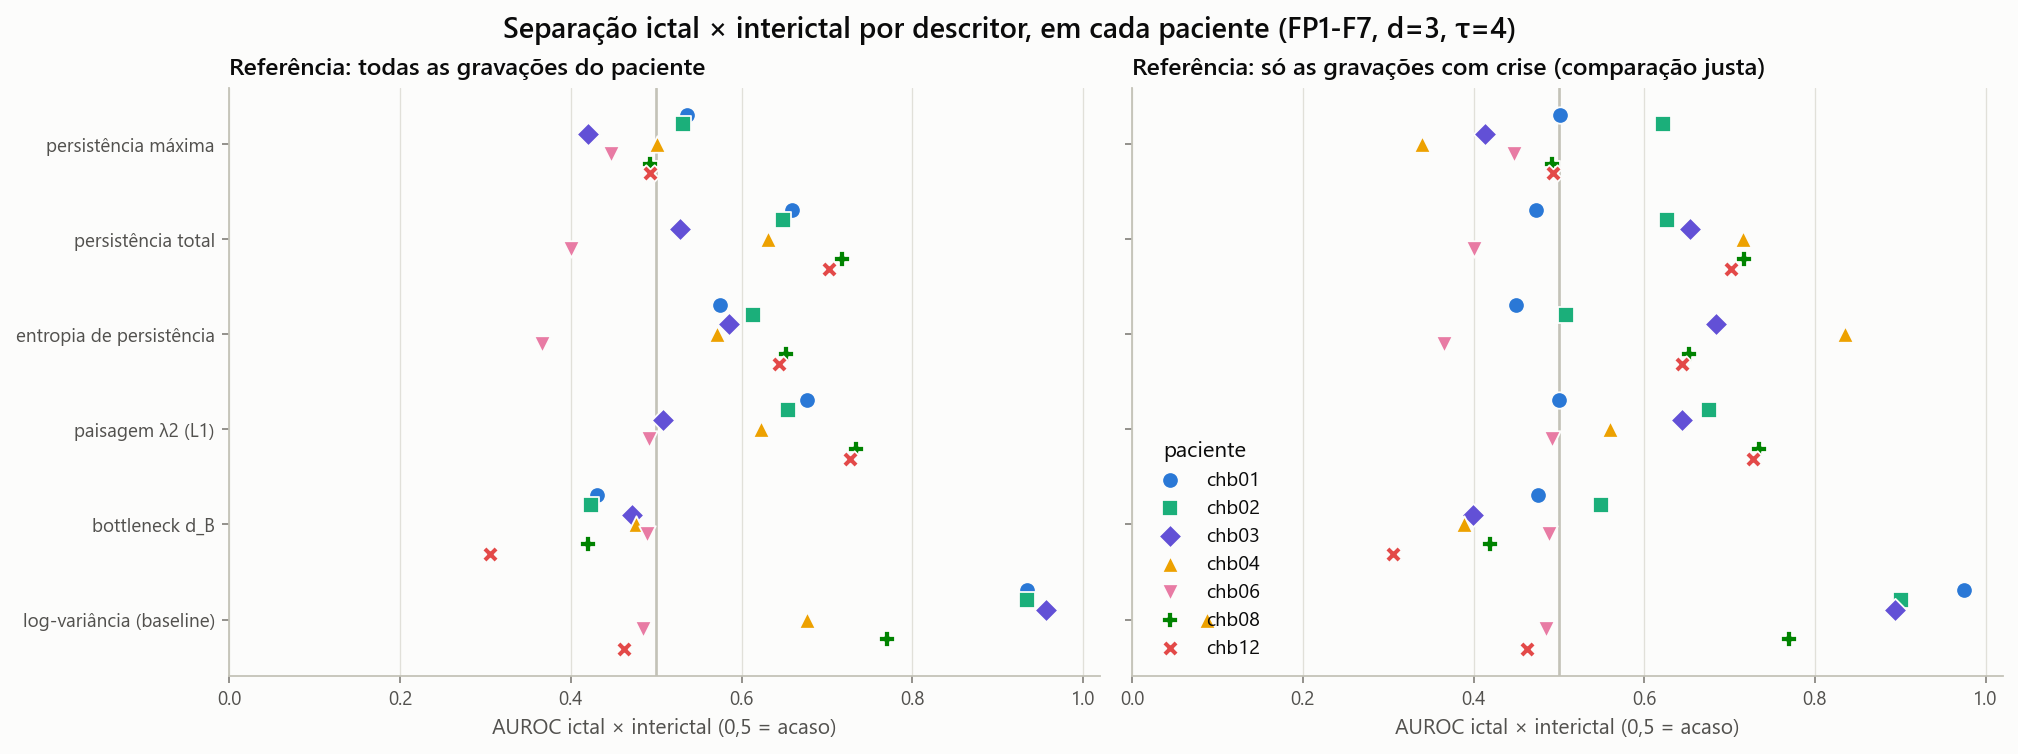 Separação ictal × interictal por descritor, em cada paciente (FP1-F7, d=3, τ=4)
Referência: todas as gravações do paciente
Referência: só as gravações com crise (comparação justa)
persistência máxima
persistência total
entropia de persistência
paisagem λ2 (L1)
bottleneck d_B
log-variância (baseline)
paciente
chb01
chb02
chb03
chb04
chb06
chb08
chb12
0.0 0.2 0.4 0.6 0.8 1.0
0.0 0.2 0.4 0.6 0.8 1.0
AUROC ictal × interictal (0,5 = acaso)
AUROC ictal × interictal (0,5 = acaso)